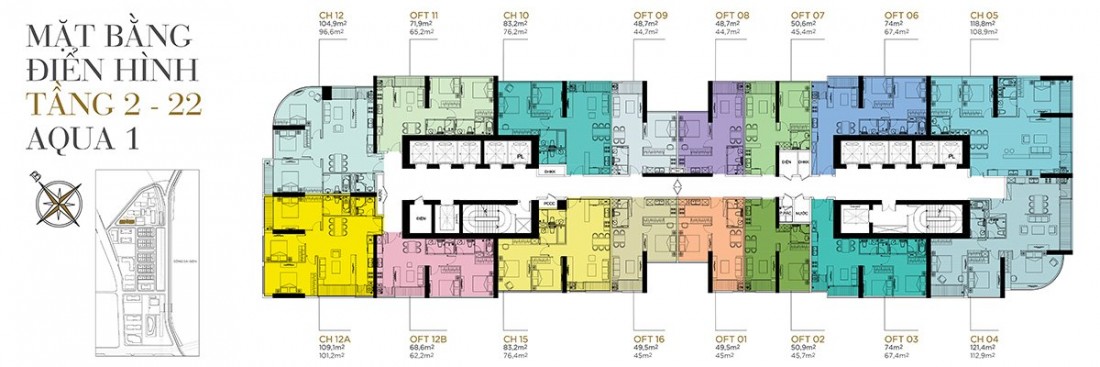 MẶT BẰNG
ĐIỂN HÌNH
TẦNG 2 - 22
AQUA 1
B
CH 12
104,9m²
96,6m²
OFT 11
71,9m²
65,2m²
CH 10
83,2m²
76,2m²
OFT 09
48,7m²
44,7m²
OFT 08
48,7m²
44,7m²
OFT 07
50,6m²
45,4m²
OFT 06
74m²
67,4m²
CH 05
118,8m²
108,9m²
PL
ĐIỆN
PL
ĐIỆN
PCCC
NƯỚC
CH 12A
109,1m²
101,2m²
OFT 12B
68,6m²
62,2m²
CH 15
83,2m²
76,4m²
OFT 16
49,5m²
45m²
OFT 01
49,5m²
45m²
OFT 02
50,9m²
45,7m²
OFT 03
74m²
67,4m²
CH 04
121,4m²
112,9m²